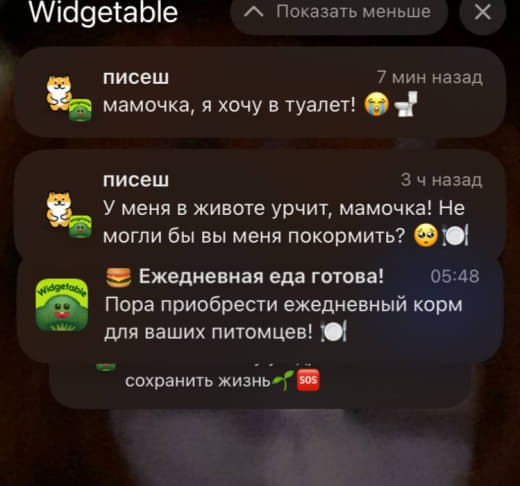 Widgetable
Показать меньше
писеш
7 мин назад
мамочка, я хочу в туалет! 😭🚽
писеш
3 ч назад
У меня в животе урчит, мамочка! Не
могли бы вы меня покормить? 🥺🍽️
Widgetable
🍔 Ежедневная еда готова!
05:48
Пора приобрести ежедневный корм
для ваших питомцев! 🍽️
сохранить жизнь🌱🆘